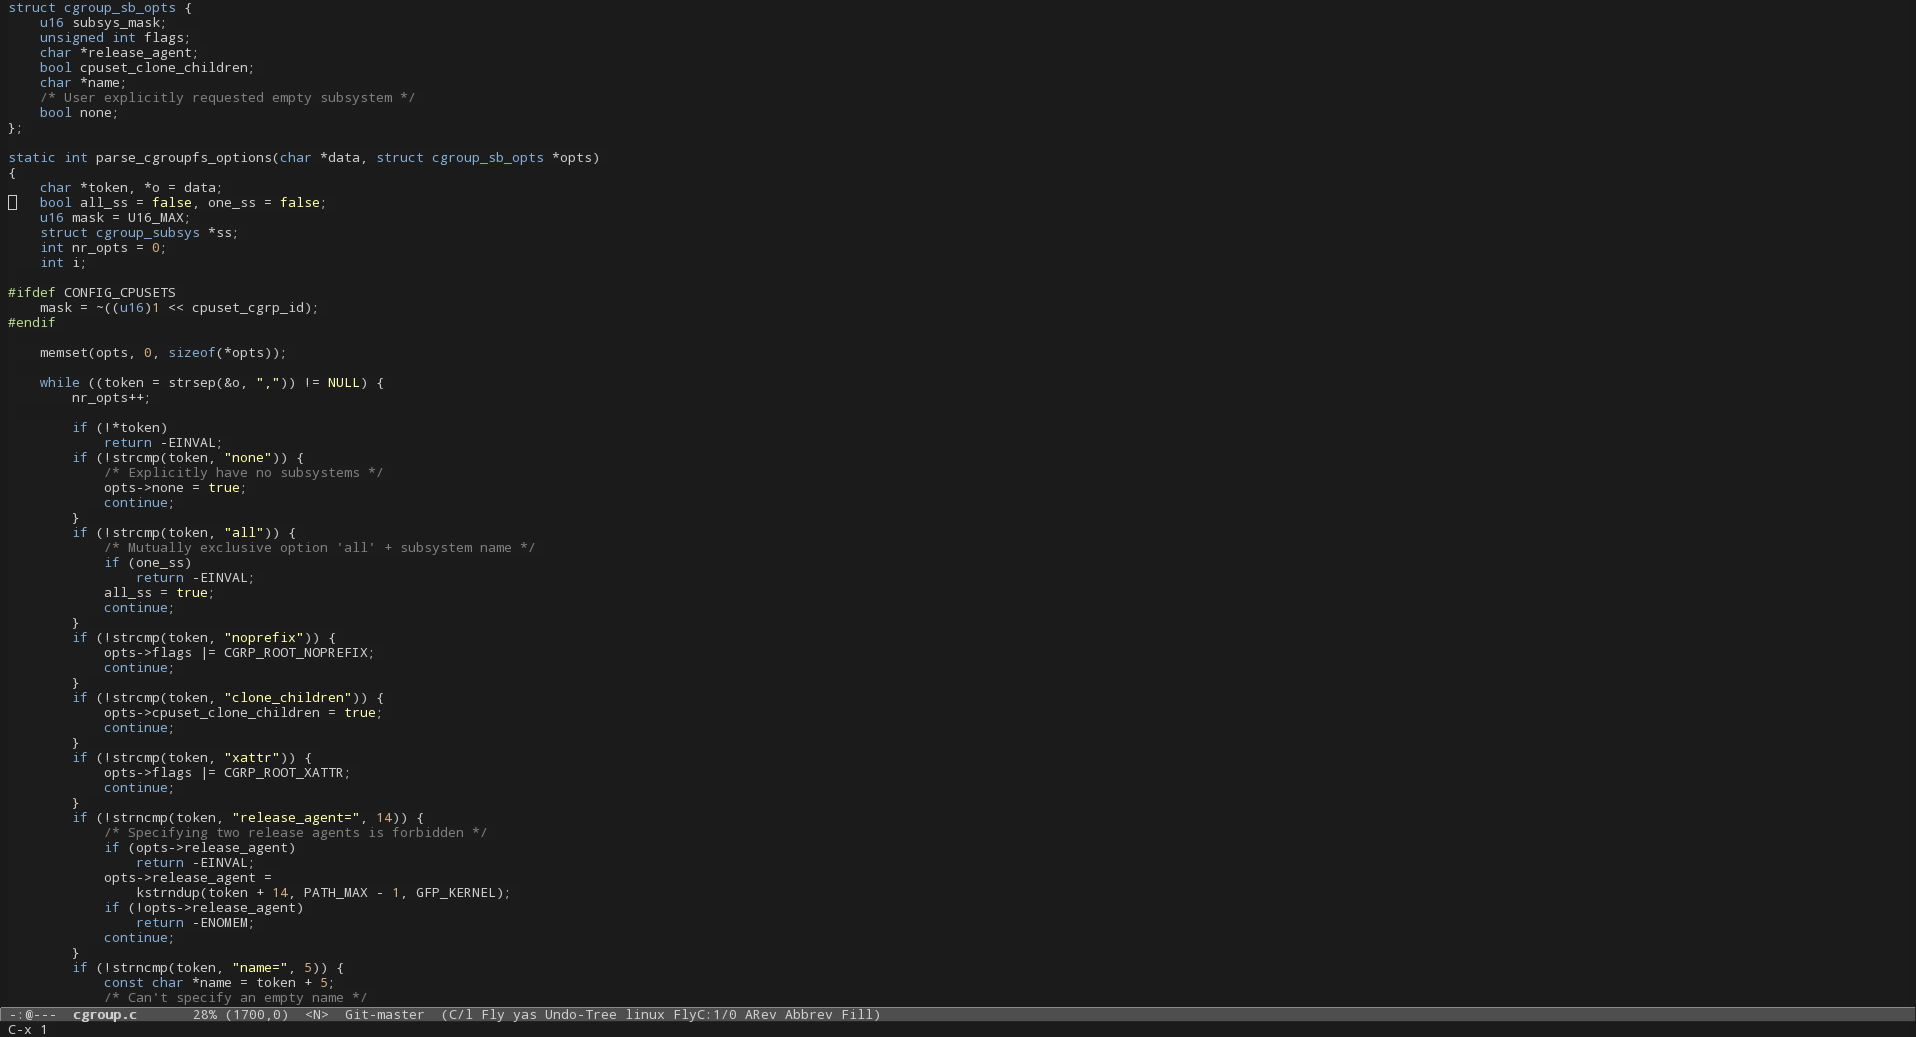 struct cgroup_sb_opts {
    u16 subsys_mask;
    unsigned int flags;
    char *release_agent;
    bool cpuset_clone_children;
    char *name;
    /* User explicitly requested empty subsystem */
    bool none;
};

static int parse_cgroupfs_options(char *data, struct cgroup_sb_opts *opts)
{
    char *token, *o = data;
    bool all_ss = false, one_ss = false;
    u16 mask = U16_MAX;
    struct cgroup_subsys *ss;
    int nr_opts = 0;
    int i;

#ifdef CONFIG_CPUSETS
    mask = ~((u16)1 << cpuset_cgrp_id);
#endif

    memset(opts, 0, sizeof(*opts));

    while ((token = strsep(&o, ",")) != NULL) {
        nr_opts++;

        if (!*token)
            return -EINVAL;
        if (!strcmp(token, "none")) {
            /* Explicitly have no subsystems */
            opts->none = true;
            continue;
        }
        if (!strcmp(token, "all")) {
            /* Mutually exclusive option 'all' + subsystem name */
            if (one_ss)
                return -EINVAL;
            all_ss = true;
            continue;
        }
        if (!strcmp(token, "noprefix")) {
            opts->flags |= CGRP_ROOT_NOPREFIX;
            continue;
        }
        if (!strcmp(token, "clone_children")) {
            opts->cpuset_clone_children = true;
            continue;
        }
        if (!strcmp(token, "xattr")) {
            opts->flags |= CGRP_ROOT_XATTR;
            continue;
        }
        if (!strncmp(token, "release_agent=", 14)) {
            /* Specifying two release agents is forbidden */
            if (opts->release_agent)
                return -EINVAL;
            opts->release_agent =
                kstrndup(token + 14, PATH_MAX - 1, GFP_KERNEL);
            if (!opts->release_agent)
                return -ENOMEM;
            continue;
        }
        if (!strncmp(token, "name=", 5)) {
            const char *name = token + 5;
            /* Can't specify an empty name */
-:@---  cgroup.c       28% (1700,0)  <N>  Git-master  (C/l Fly yas Undo-Tree linux FlyC:1/0 ARev Abbrev Fill)
C-x 1